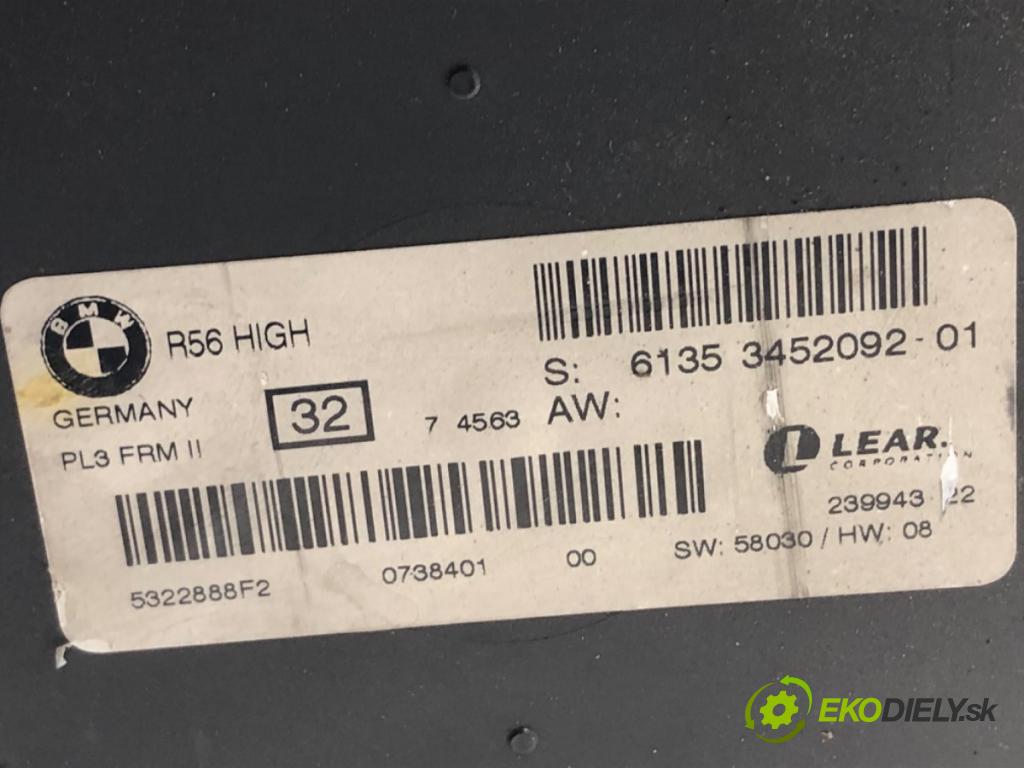 BMW
R56 HIGH
S: 6135 3452092-01
GERMANY
32
7 4563 AW:
PL3 FRM II
LEAR.
CORPORATION
239943 22
SW: 58030 / HW: 08
5322888F2 0738401 00
EKODIELY.sk